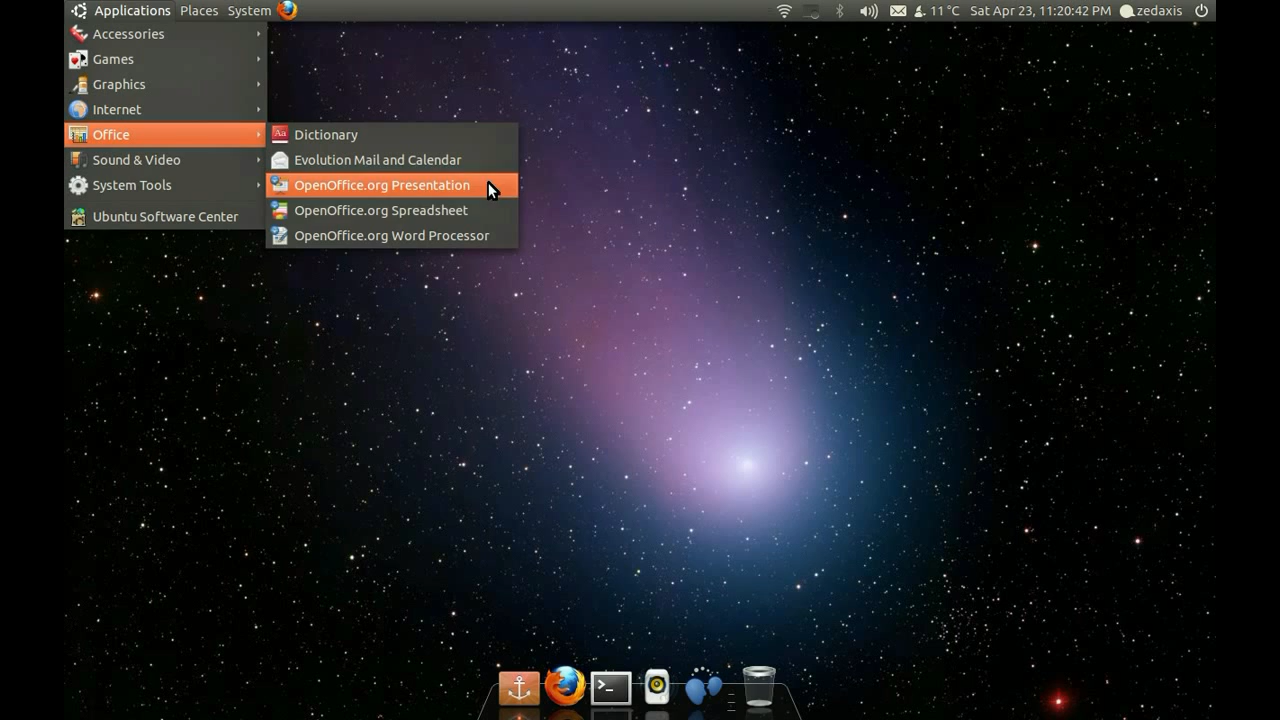 Applications Places System 11 °C Sat Apr 23, 11:20:42 PM zedaxis
Accessories
Games
Graphics
Internet
Office
Sound & Video
System Tools
Ubuntu Software Center
Aa Dictionary
Evolution Mail and Calendar
OpenOffice.org Presentation
OpenOffice.org Spreadsheet
OpenOffice.org Word Processor
>_